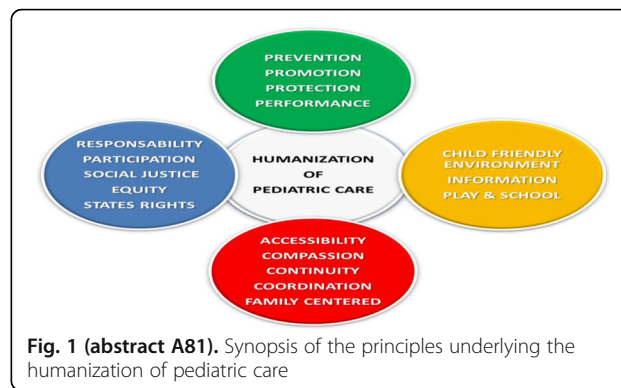 PREVENTION
PROMOTION
PROTECTION
PERFORMANCE
RESPONSABILITY
PARTICIPATION
SOCIAL JUSTICE
EQUITY
STATES RIGHTS
HUMANIZATION
OF
PEDIATRIC CARE
CHILD FRIENDLY
ENVIRONMENT
INFORMATION
PLAY & SCHOOL
ACCESSIBILITY
COMPASSION
CONTINUITY
COORDINATION
FAMILY CENTERED
Fig. 1 (abstract A81). Synopsis of the principles underlying the
humanization of pediatric care